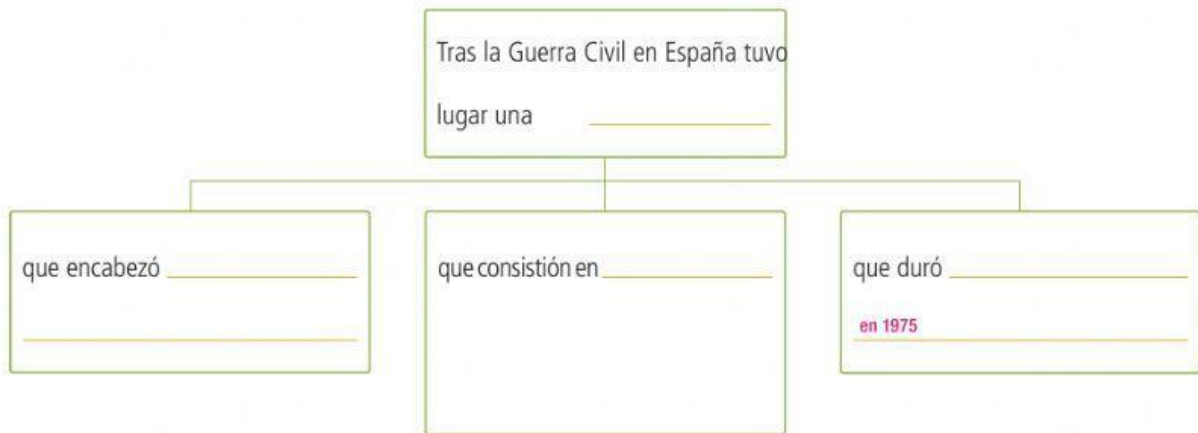 Tras la Guerra Civil en España tuvo
lugar una
que encabezó
que consistión en
que duró
en 1975